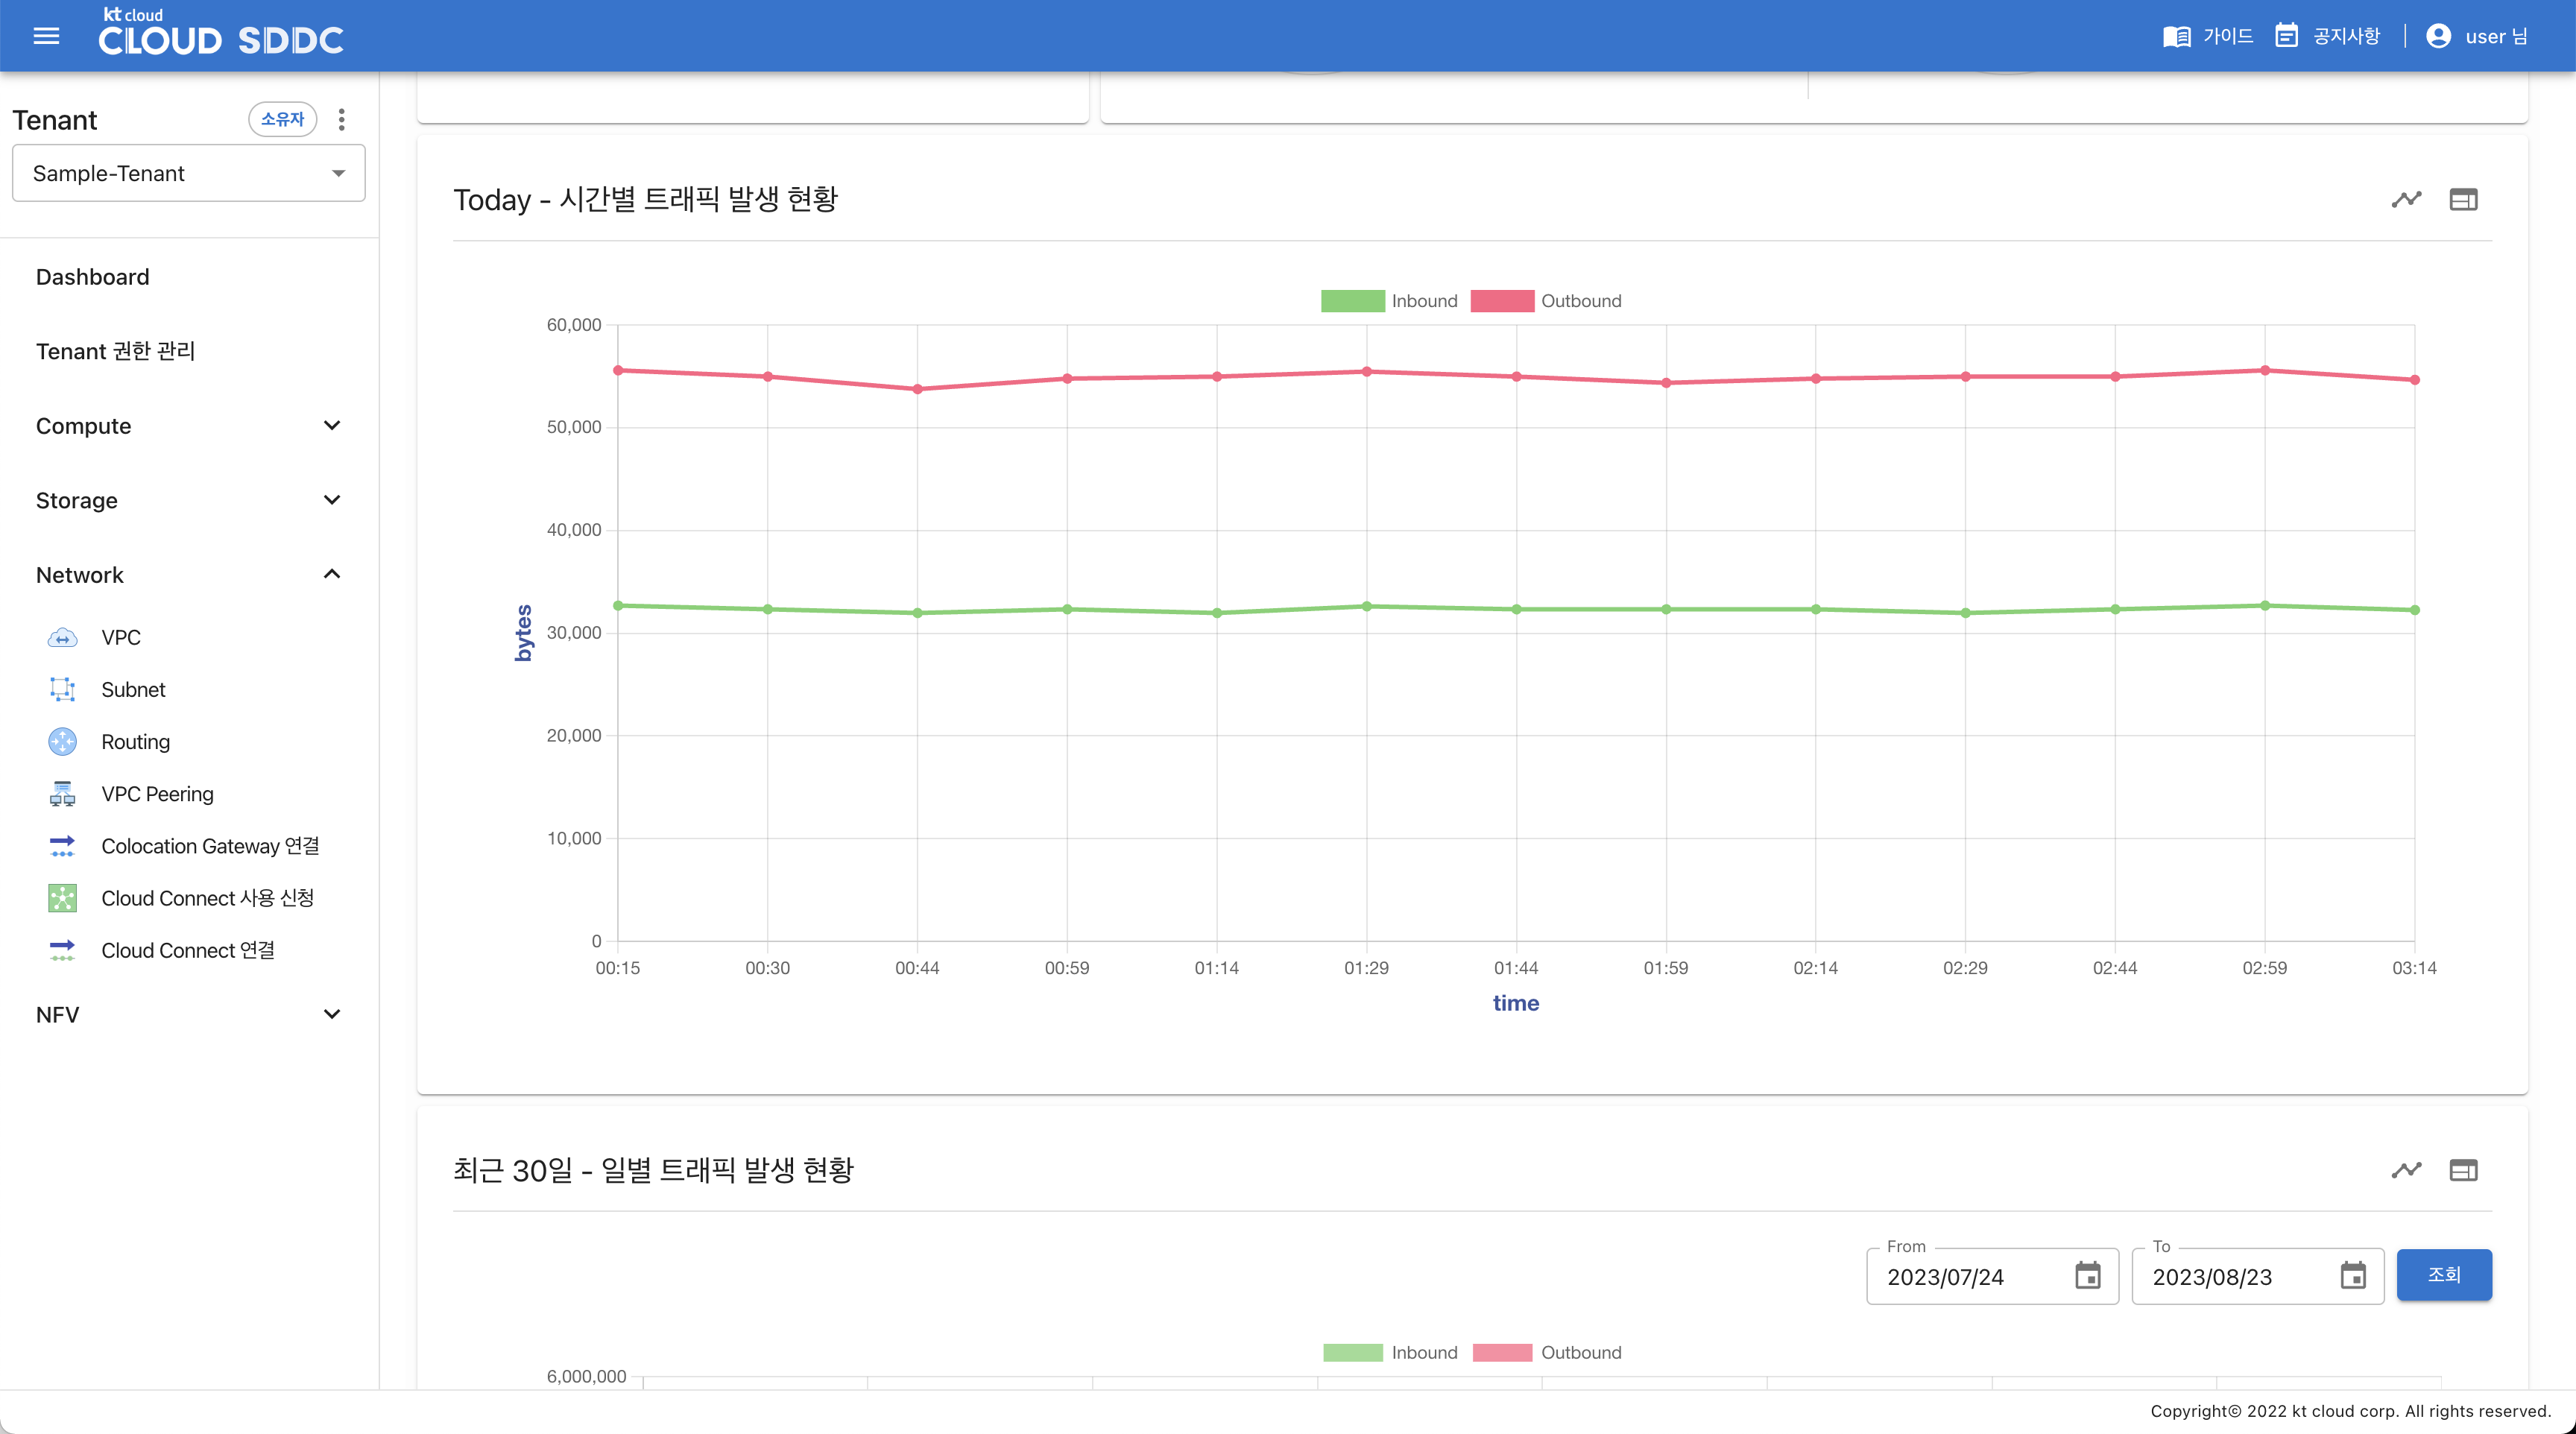 kt cloud
CLOUD SDDC
가이드
공지사항
user 님
Tenant
소유자
Sample-Tenant
Dashboard
Tenant 권한 관리
Compute
Storage
Network
VPC
Subnet
Routing
VPC Peering
Colocation Gateway 연결
Cloud Connect 사용 신청
Cloud Connect 연결
NFV
Today - 시간별 트래픽 발생 현황
Inbound Outbound
60,000
50,000
40,000
30,000
20,000
10,000
0
bytes
00:15 00:30 00:44 00:59 01:14 01:29 01:44 01:59 02:14 02:29 02:44 02:59 03:14
time
최근 30일 - 일별 트래픽 발생 현황
From
2023/07/24
To
2023/08/23
조회
Inbound Outbound
6,000,000
Copyright© 2022 kt cloud corp. All rights reserved.